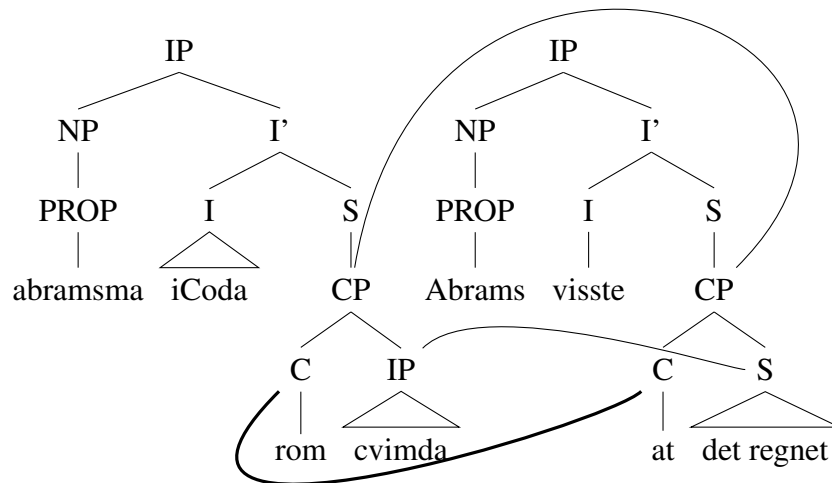 IP IP
NP I' NP I'
PROP I S PROP I S
abramsma iCoda CP Abrams visste CP
C IP C S
rom cvimda at det regnet